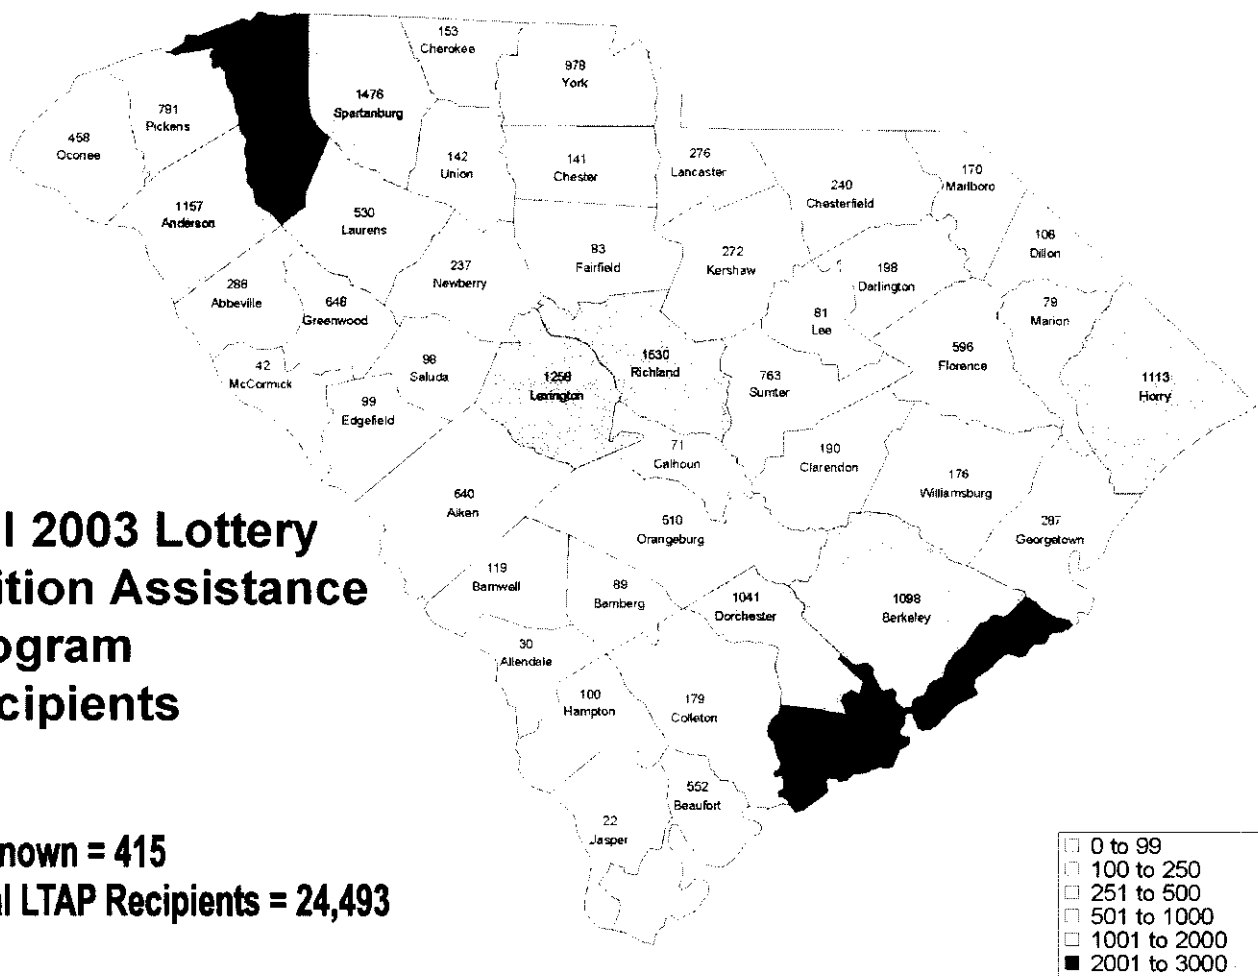 153
Cherokee
978
York
1476
Spartanburg
791
Pickens
458
Oconee
142
Union
141
Chester
276
Lancaster
240
Chesterfield
170
Marlboro
1157
Anderson
530
Laurens
83
Fairfield
272
Kershaw
106
Dillon
237
Newberry
198
Darlington
288
Abbeville
648
Greenwood
79
Marion
81
Lee
596
Florence
42
McCormick
98
Saluda
1258
Lexington
1530
Richland
763
Sumter
1113
Horry
99
Edgefield
71
Calhoun
190
Clarendon
176
Williamsburg
640
Aiken
510
Orangeburg
287
Georgetown
l 2003 Lottery
ition Assistance
ogram
cipients
119
Barnwell
89
Bamberg
1041
Dorchester
1098
Berkeley
30
Allendale
100
Hampton
179
Colleton
552
Beaufort
22
Jasper
nown = 415
al LTAP Recipients = 24,493
0 to 99
100 to 250
251 to 500
501 to 1000
1001 to 2000
2001 to 3000